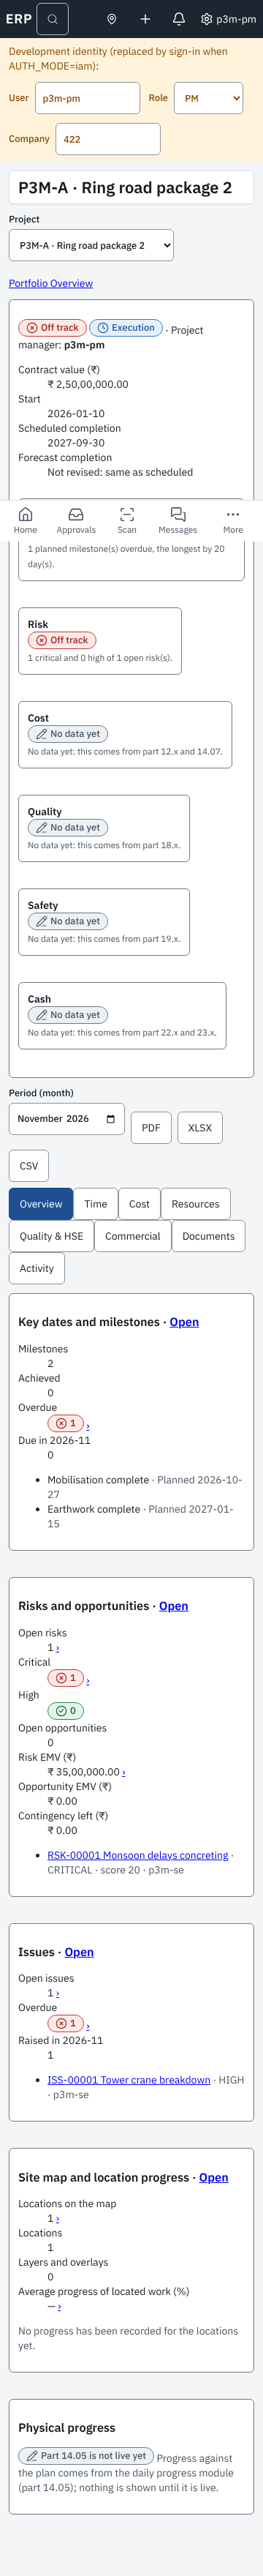 ERP
p3m-pm
Development identity (replaced by sign-in when
AUTH_MODE=iam):
User
p3m-pm
Role
PM
Company
422
P3M-A · Ring road package 2
Project
P3M-A · Ring road package 2
Portfolio Overview
Off track
Execution
· Project
manager: p3m-pm
Contract value (₹)
₹ 2,50,00,000.00
Start
2026-01-10
Scheduled completion
2027-09-30
Forecast completion
Not revised: same as scheduled
Home
Approvals
Scan
Messages
More
1 planned milestone(s) overdue, the longest by 20
day(s).
Risk
Off track
1 critical and 0 high of 1 open risk(s).
Cost
No data yet
No data yet: this comes from part 12.x and 14.07.
Quality
No data yet
No data yet: this comes from part 18.x.
Safety
No data yet
No data yet: this comes from part 19.x.
Cash
No data yet
No data yet: this comes from part 22.x and 23.x.
Period (month)
November 2026
PDF
XLSX
CSV
Overview
Time
Cost
Resources
Quality & HSE
Commercial
Documents
Activity
Key dates and milestones · Open
Milestones
2
Achieved
0
Overdue
1 ›
Due in 2026-11
0
• Mobilisation complete · Planned 2026-10-
27
• Earthwork complete · Planned 2027-01-
15
Risks and opportunities · Open
Open risks
1 ›
Critical
1 ›
High
0
Open opportunities
0
Risk EMV (₹)
₹ 35,00,000.00 ›
Opportunity EMV (₹)
₹ 0.00
Contingency left (₹)
₹ 0.00
• RSK-00001 Monsoon delays concreting ·
CRITICAL · score 20 · p3m-se
Issues · Open
Open issues
1 ›
Overdue
1 ›
Raised in 2026-11
1
• ISS-00001 Tower crane breakdown · HIGH
· p3m-se
Site map and location progress · Open
Locations on the map
1 ›
Locations
1
Layers and overlays
0
Average progress of located work (%)
— ›
No progress has been recorded for the locations
yet.
Physical progress
Part 14.05 is not live yet
Progress against
the plan comes from the daily progress module
(part 14.05); nothing is shown until it is live.